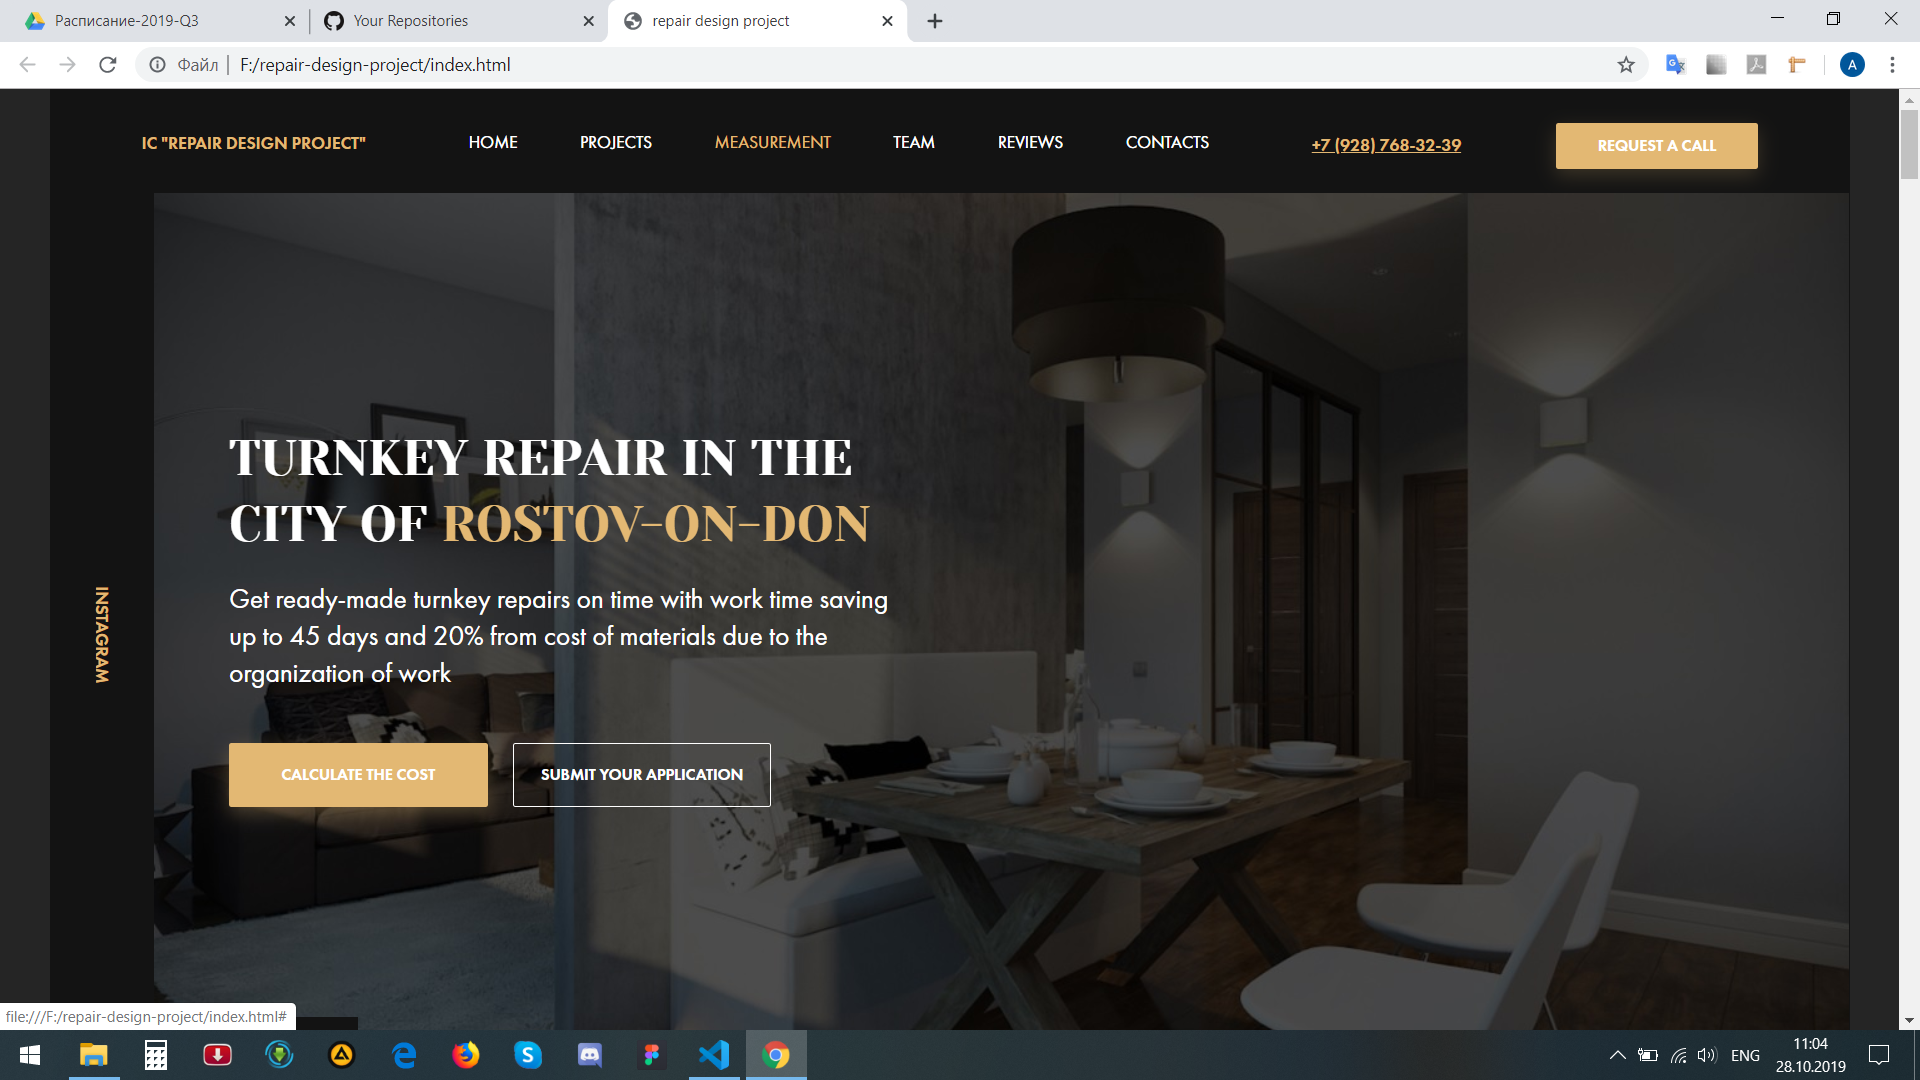 Расписание-2019-Q3
Your Repositories
repair design project
Файл
F:/repair-design-project/index.html
A
IC "REPAIR DESIGN PROJECT"
HOME
PROJECTS
MEASUREMENT
TEAM
REVIEWS
CONTACTS
+7 (928) 768-32-39
REQUEST A CALL
TURNKEY REPAIR IN THE
CITY OF ROSTOV-ON-DON
Get ready-made turnkey repairs on time with work time saving
up to 45 days and 20% from cost of materials due to the
organization of work
INSTAGRAM
CALCULATE THE COST
SUBMIT YOUR APPLICATION
file:///F:/repair-design-project/index.html#
ENG
11:04
28.10.2019